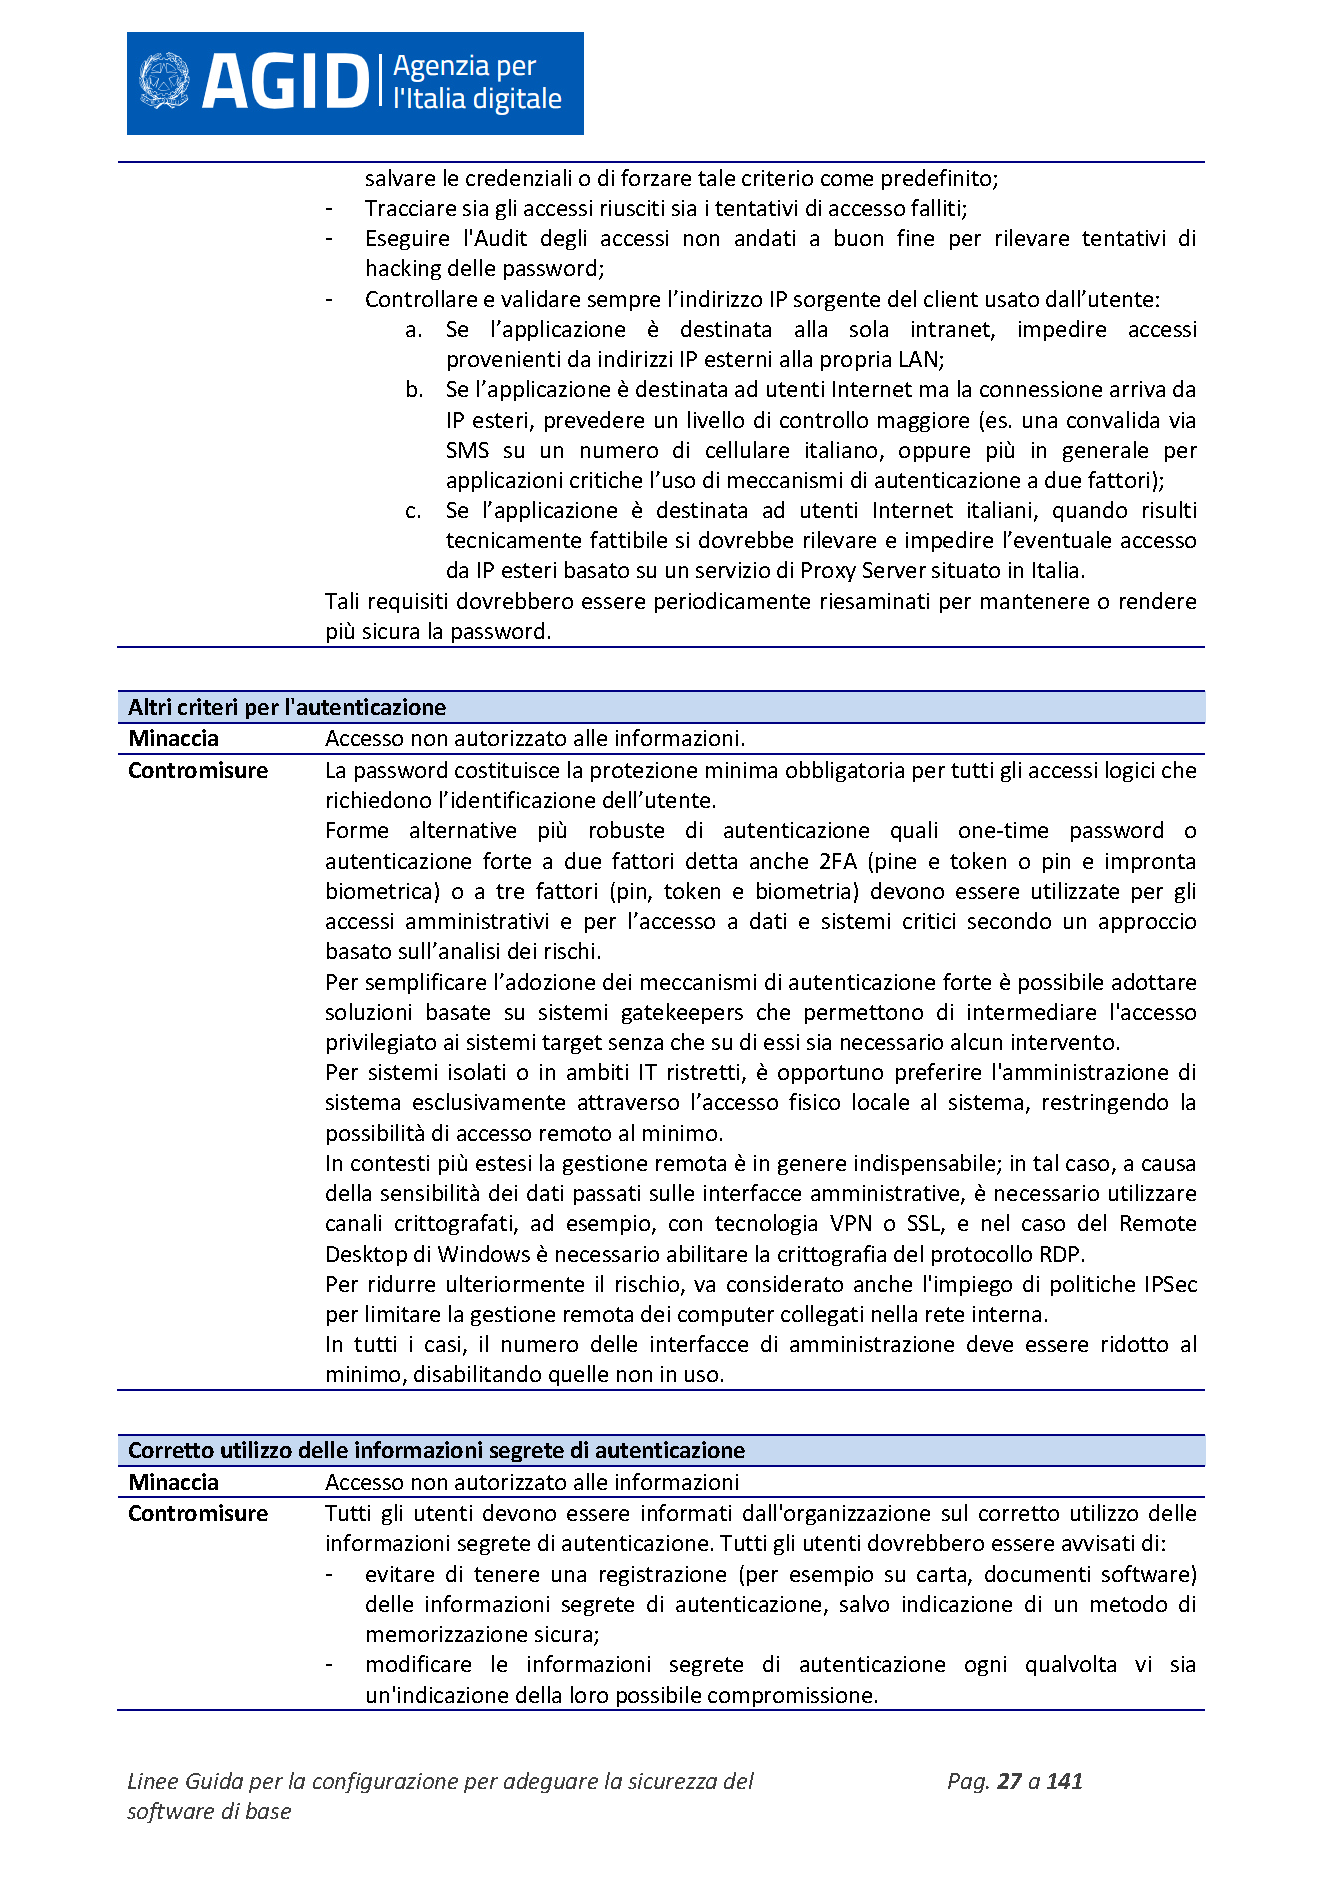 AGID Agenzia per
l'Italia digitale
salvare le credenziali o di forzare tale criterio come predefinito;
- Tracciare sia gli accessi riusciti sia i tentativi di accesso falliti;
- Eseguire l'Audit degli accessi non andati a buon fine per rilevare tentativi di
hacking delle password;
- Controllare e validare sempre l’indirizzo IP sorgente del client usato dall’utente:
a. Se l’applicazione è destinata alla sola intranet, impedire accessi
provenienti da indirizzi IP esterni alla propria LAN;
b. Se l’applicazione è destinata ad utenti Internet ma la connessione arriva da
IP esteri, prevedere un livello di controllo maggiore (es. una convalida via
SMS su un numero di cellulare italiano, oppure più in generale per
applicazioni critiche l’uso di meccanismi di autenticazione a due fattori);
c. Se l’applicazione è destinata ad utenti Internet italiani, quando risulti
tecnicamente fattibile si dovrebbe rilevare e impedire l’eventuale accesso
da IP esteri basato su un servizio di Proxy Server situato in Italia.
Tali requisiti dovrebbero essere periodicamente riesaminati per mantenere o rendere
più sicura la password.
Altri criteri per l'autenticazione
Minaccia Accesso non autorizzato alle informazioni.
Contromisure La password costituisce la protezione minima obbligatoria per tutti gli accessi logici che
richiedono l’identificazione dell’utente.
Forme alternative più robuste di autenticazione quali one-time password o
autenticazione forte a due fattori detta anche 2FA (pine e token o pin e impronta
biometrica) o a tre fattori (pin, token e biometria) devono essere utilizzate per gli
accessi amministrativi e per l’accesso a dati e sistemi critici secondo un approccio
basato sull’analisi dei rischi.
Per semplificare l’adozione dei meccanismi di autenticazione forte è possibile adottare
soluzioni basate su sistemi gatekeepers che permettono di intermediare l'accesso
privilegiato ai sistemi target senza che su di essi sia necessario alcun intervento.
Per sistemi isolati o in ambiti IT ristretti, è opportuno preferire l'amministrazione di
sistema esclusivamente attraverso l’accesso fisico locale al sistema, restringendo la
possibilità di accesso remoto al minimo.
In contesti più estesi la gestione remota è in genere indispensabile; in tal caso, a causa
della sensibilità dei dati passati sulle interfacce amministrative, è necessario utilizzare
canali crittografati, ad esempio, con tecnologia VPN o SSL, e nel caso del Remote
Desktop di Windows è necessario abilitare la crittografia del protocollo RDP.
Per ridurre ulteriormente il rischio, va considerato anche l'impiego di politiche IPSec
per limitare la gestione remota dei computer collegati nella rete interna.
In tutti i casi, il numero delle interfacce di amministrazione deve essere ridotto al
minimo, disabilitando quelle non in uso.
Corretto utilizzo delle informazioni segrete di autenticazione
Minaccia Accesso non autorizzato alle informazioni
Contromisure Tutti gli utenti devono essere informati dall'organizzazione sul corretto utilizzo delle
informazioni segrete di autenticazione. Tutti gli utenti dovrebbero essere avvisati di:
- evitare di tenere una registrazione (per esempio su carta, documenti software)
delle informazioni segrete di autenticazione, salvo indicazione di un metodo di
memorizzazione sicura;
- modificare le informazioni segrete di autenticazione ogni qualvolta vi sia
un'indicazione della loro possibile compromissione.
Linee Guida per la configurazione per adeguare la sicurezza del Pag. 27 a 141
software di base